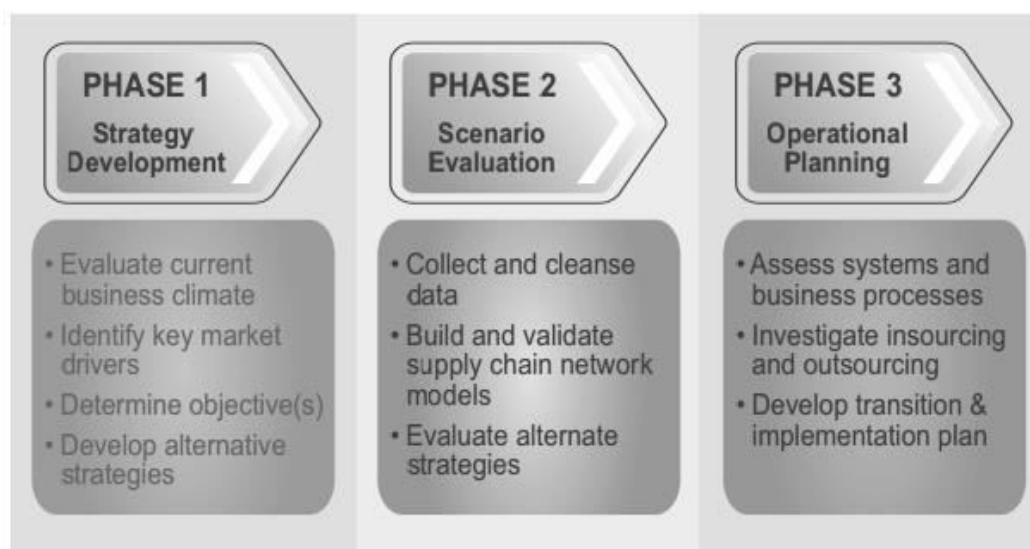 PHASE 1
Strategy
Development
• Evaluate current
business climate
• Identify key market
drivers
• Determine objective(s)
• Develop alternative
strategies
PHASE 2
Scenario
Evaluation
• Collect and cleanse
data
• Build and validate
supply chain network
models
• Evaluate alternate
strategies
PHASE 3
Operational
Planning
• Assess systems and
business processes
• Investigate insourcing
and outsourcing
• Develop transition &
implementation plan